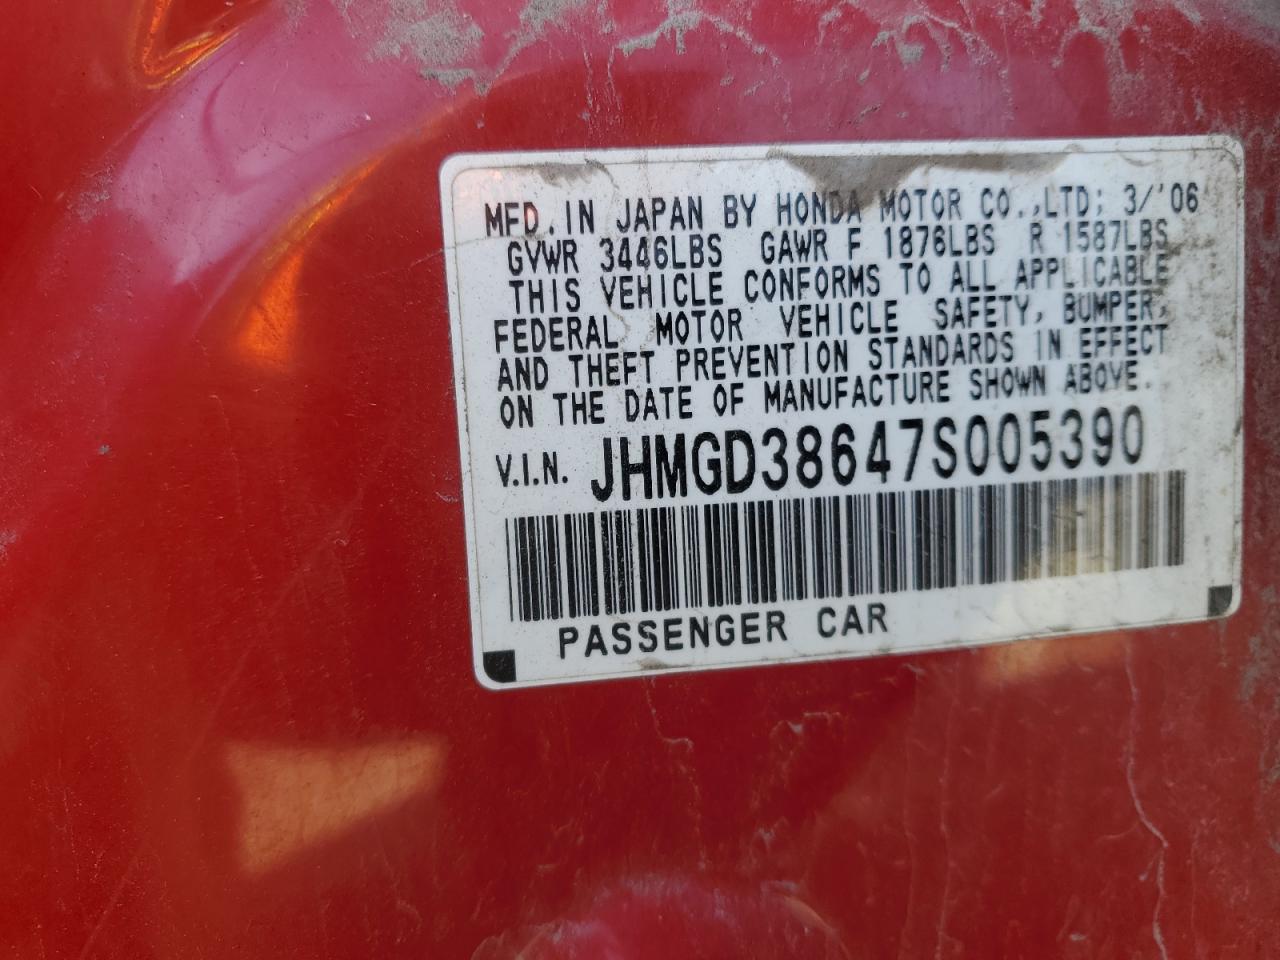 MFD.IN JAPAN BY HONDA MOTOR CO.,LTD; 3/'06
GVWR 3446LBS GAWR F 1876LBS R 1587LBS
THIS VEHICLE CONFORMS TO ALL APPLICABLE
FEDERAL MOTOR VEHICLE SAFETY, BUMPER,
AND THEFT PREVENTION STANDARDS IN EFFECT
ON THE DATE OF MANUFACTURE SHOWN ABOVE.
V.I.N. JHMGD38647S005390
PASSENGER CAR